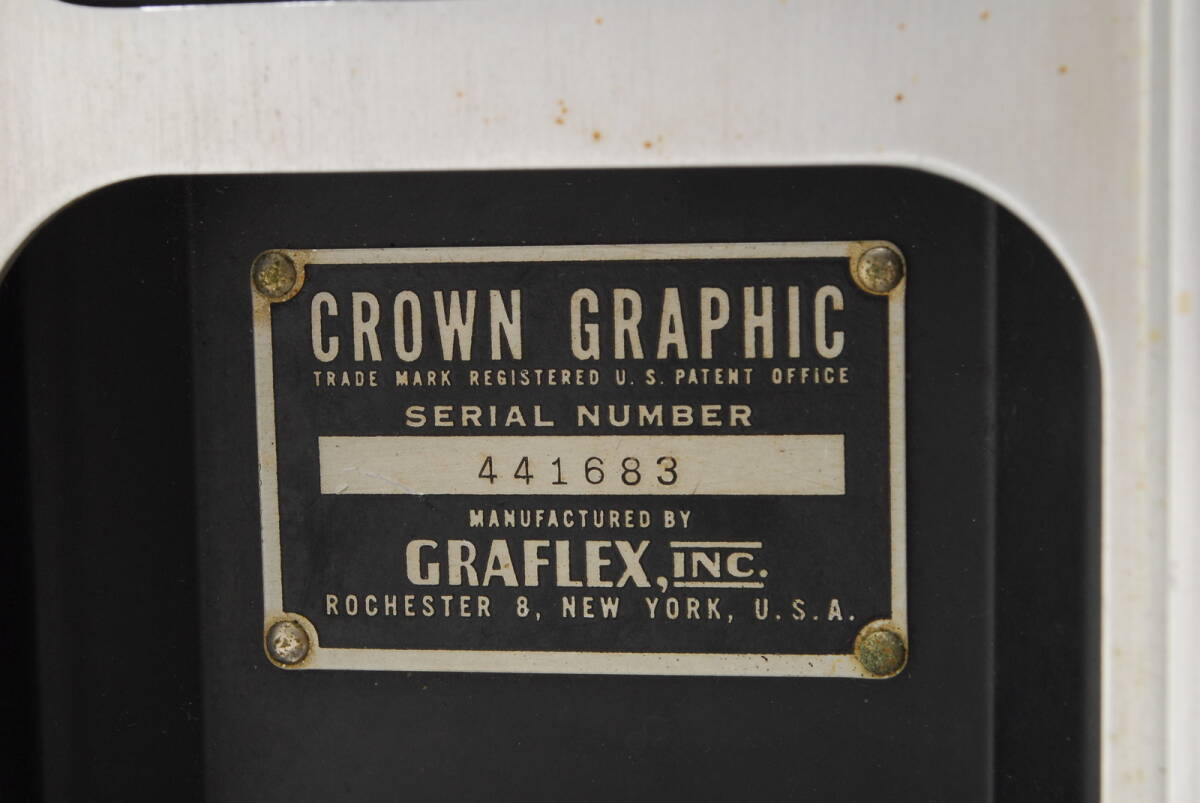 CROWN GRAPHIC
TRADE MARK REGISTERED U.S. PATENT OFFICE
SERIAL NUMBER
441683
MANUFACTURED BY
GRAFLEX, INC.
ROCHESTER 8, NEW YORK, U.S.A.